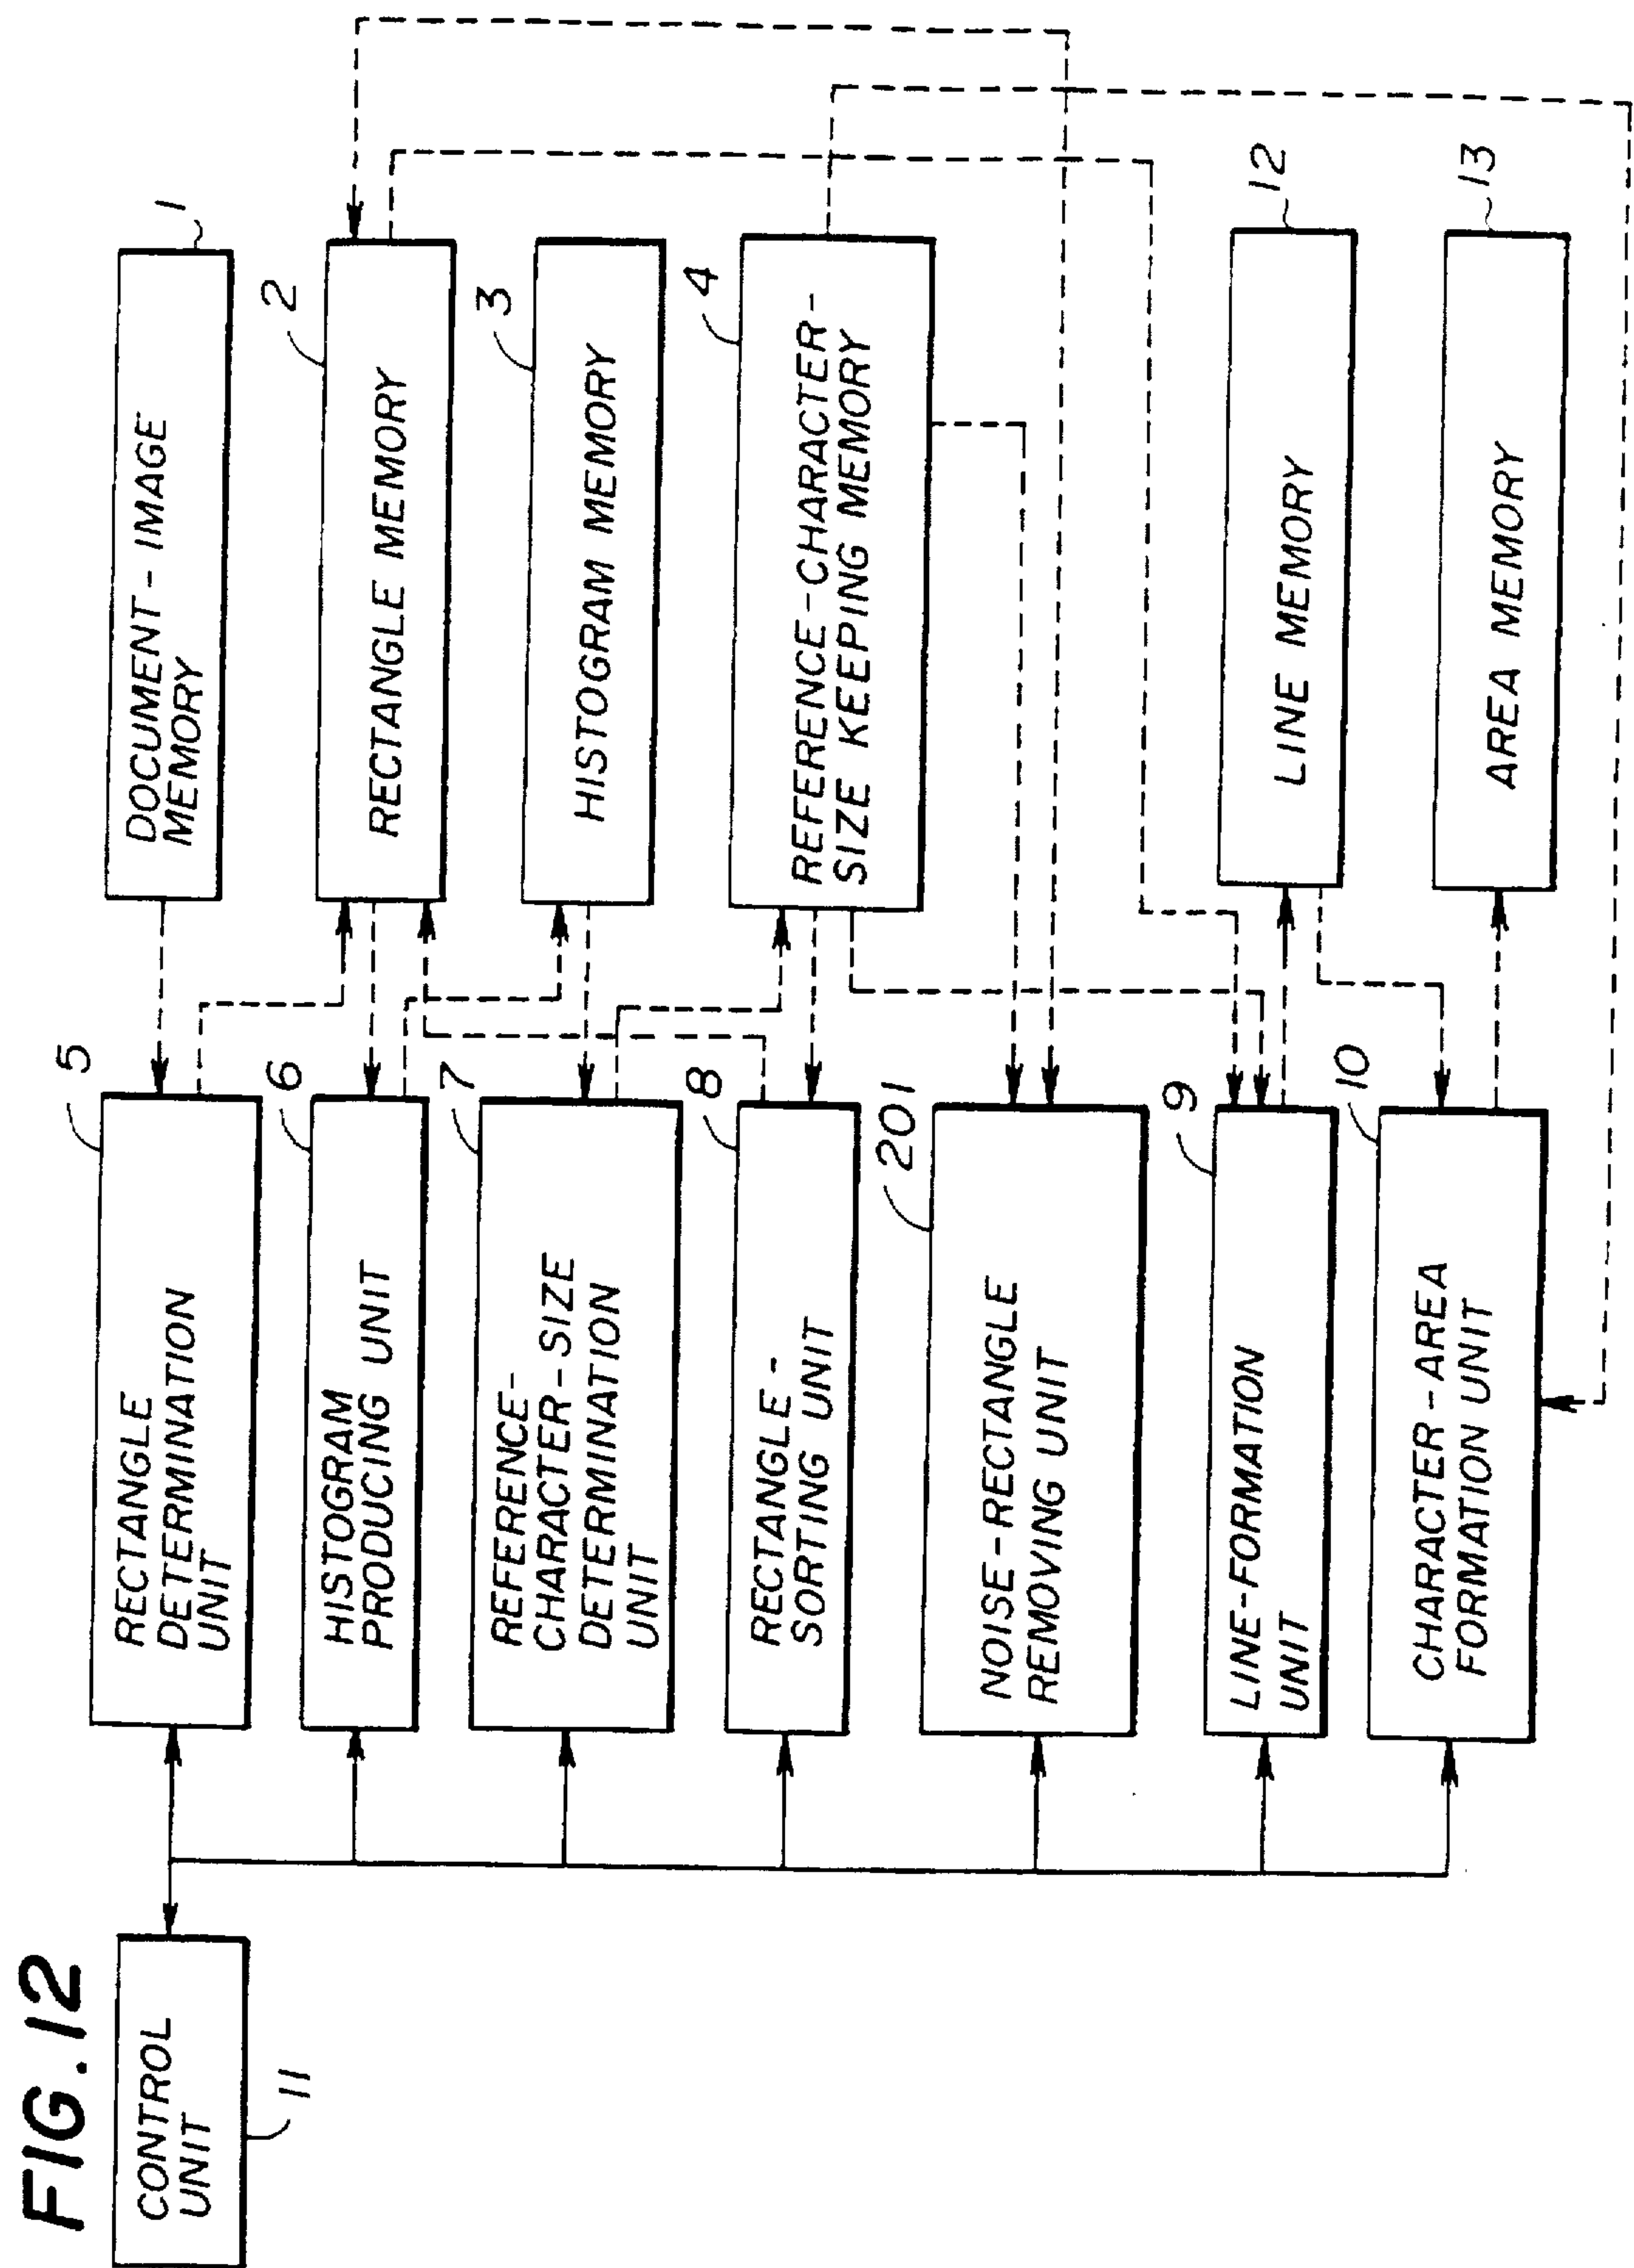 FIG.12
CONTROL
UNIT
11
RECTANGLE
DETERMINATION
UNIT
5
DOCUMENT-IMAGE
MEMORY
1
HISTOGRAM
PRODUCING UNIT
6
RECTANGLE MEMORY
2
REFERENCE-
CHARACTER-SIZE
DETERMINATION
UNIT
7
HISTOGRAM MEMORY
3
RECTANGLE-
SORTING UNIT
8
REFERENCE-CHARACTER-
SIZE KEEPING MEMORY
4
NOISE-RECTANGLE
REMOVING UNIT
201
LINE-FORMATION
UNIT
9
LINE MEMORY
12
CHARACTER-AREA
FORMATION UNIT
10
AREA MEMORY
13